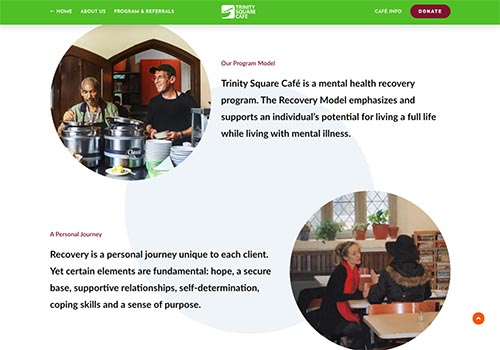 ← HOME
ABOUT US
PROGRAM & REFERRALS
TRINITY
SQUARE
CAFE
CAFÉ INFO
DONATE
Our Program Model
Trinity Square Café is a mental health recovery
program. The Recovery Model emphasizes and
supports an individual's potential for living a full life
while living with mental illness.
Classic
A Personal Journey
Recovery is a personal journey unique to each client.
Yet certain elements are fundamental: hope, a secure
base, supportive relationships, self-determination,
coping skills and a sense of purpose.